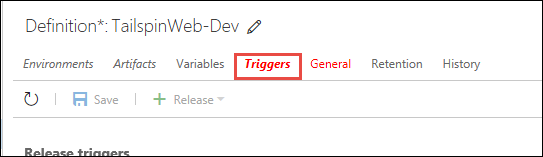 Definition*: TailspinWeb-Dev
Environments Artifacts Variables Triggers General Retention History
Save Release
Release triggers